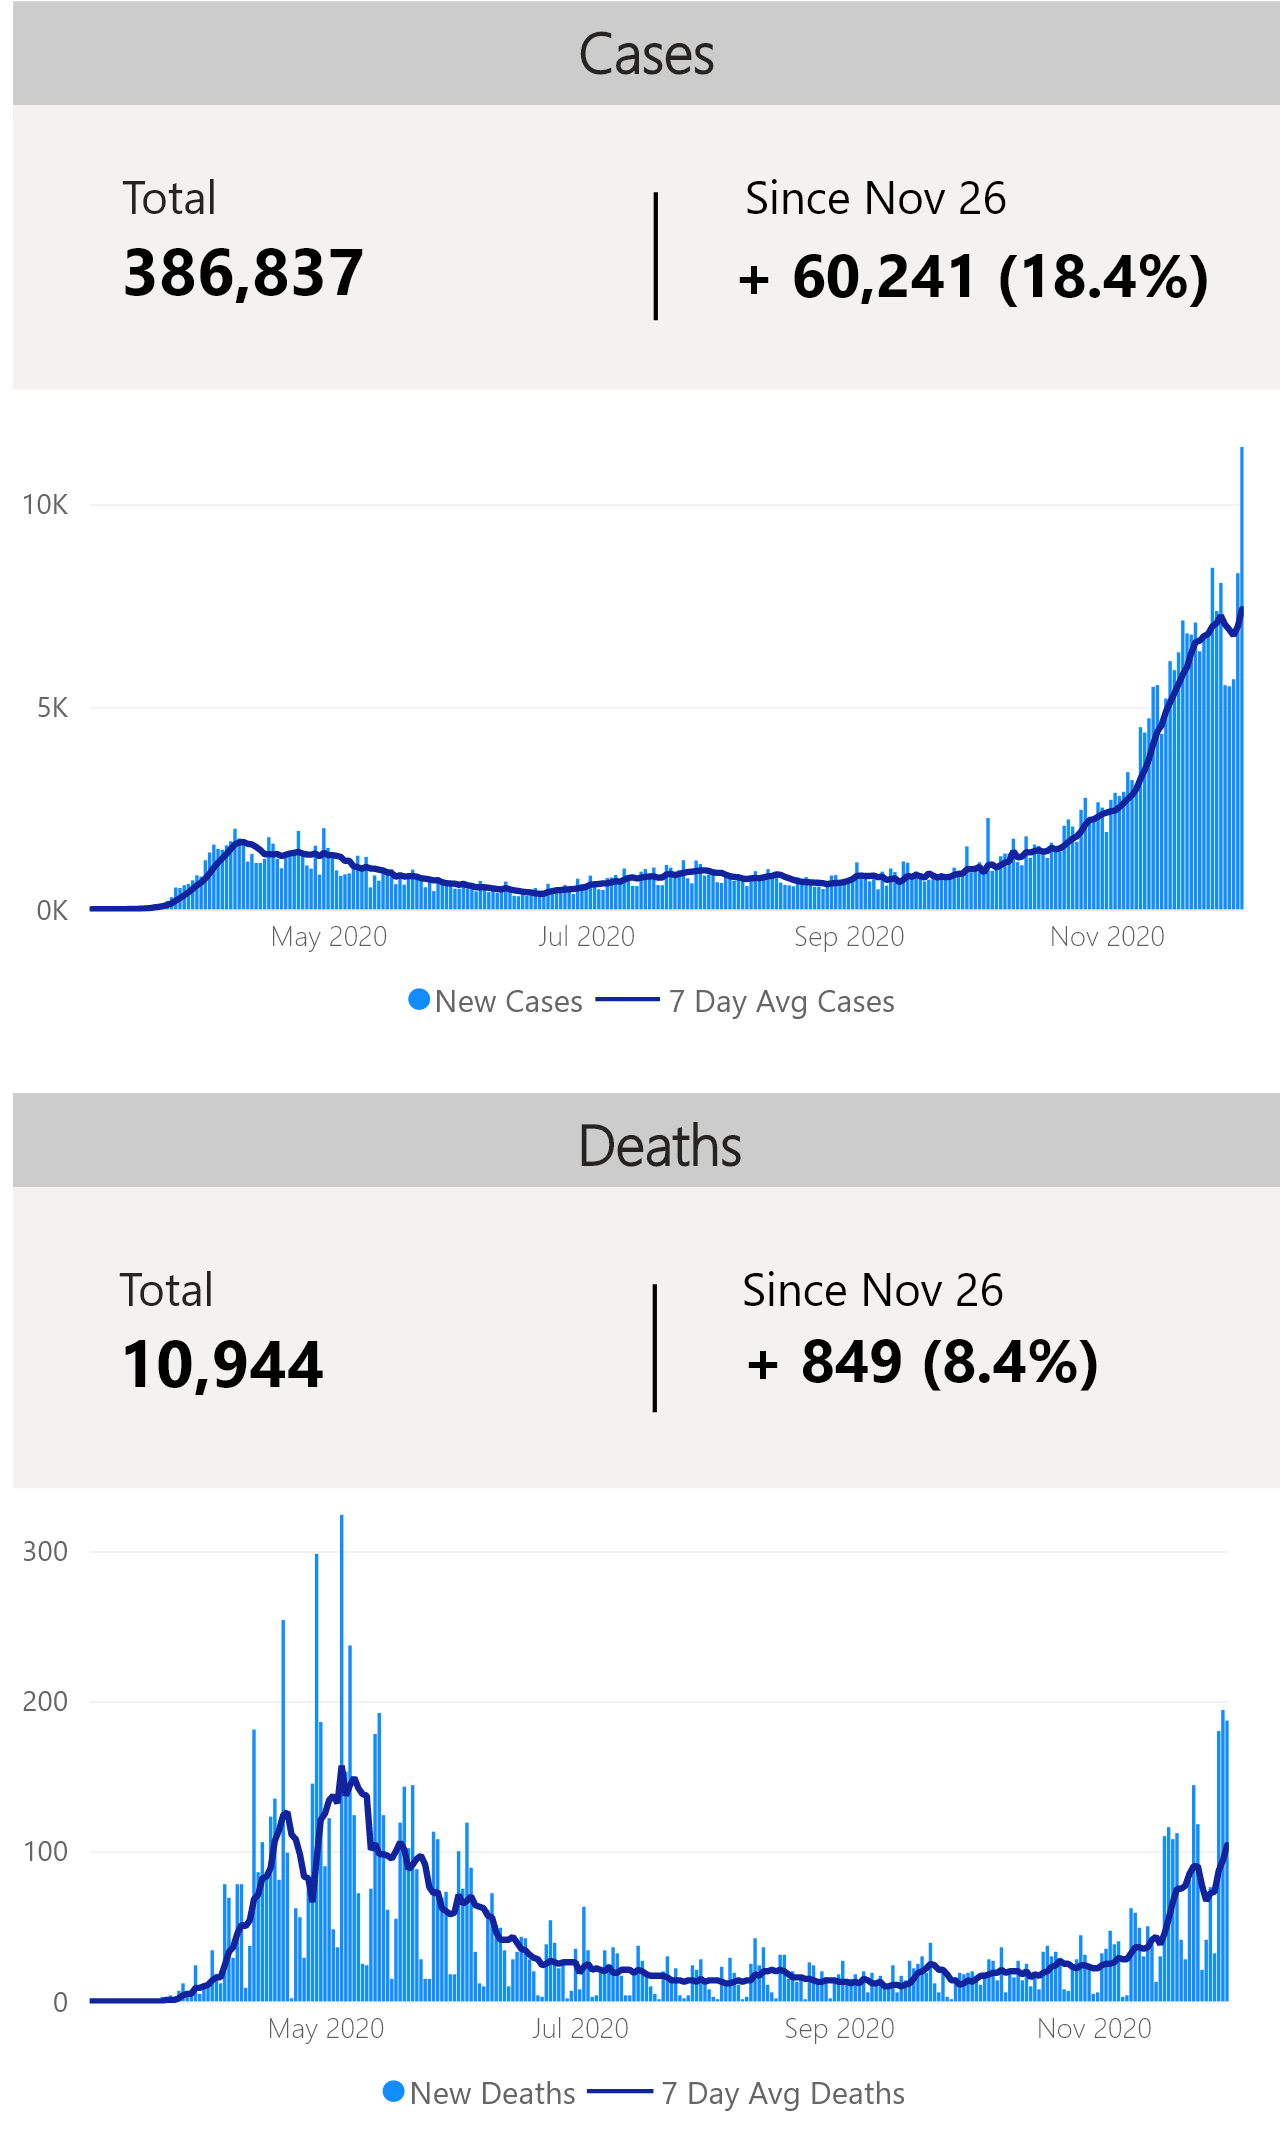 Cases
Total
386,837
Since Nov 26
+ 60,241 (18.4%)
10K
5K
0K
May 2020 Jul 2020 Sep 2020 Nov 2020
New Cases 7 Day Avg Cases
Deaths
Total
10,944
Since Nov 26
+ 849 (8.4%)
300
200
100
0
May 2020 Jul 2020 Sep 2020 Nov 2020
New Deaths 7 Day Avg Deaths